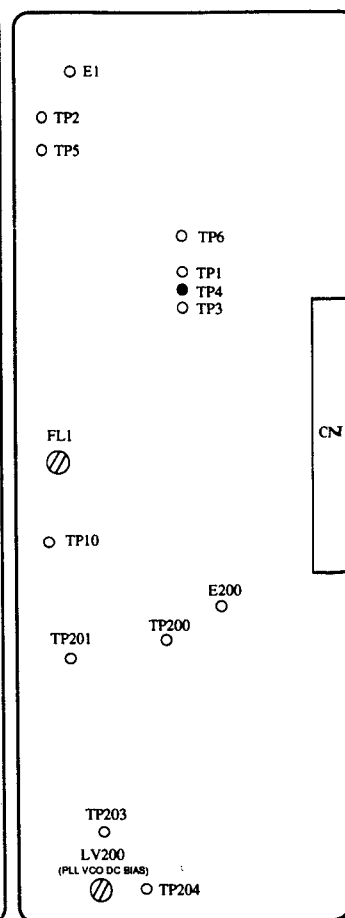 E1
TP2
TP5
TP6
TP1
TP4
TP3
CN
FL1
TP10
E200
TP200
TP201
TP203
LV200
(PLL VCO DC BIAS)
TP204